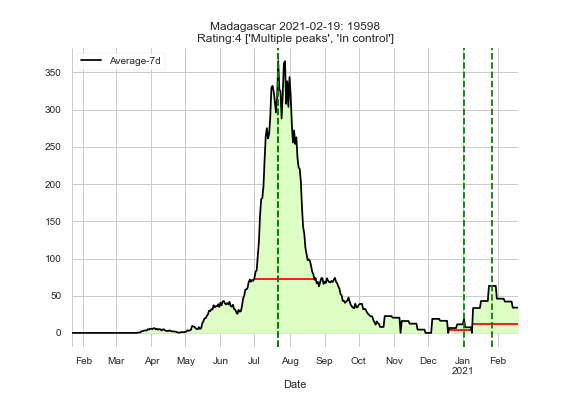 Madagascar 2021-02-19: 19598
Rating:4 ['Multiple peaks', 'In control']
Average-7d
350
300
250
200
150
100
50
0
Feb Mar Apr May Jun Jul Aug Sep Oct Nov Dec Jan Feb
2021
Date